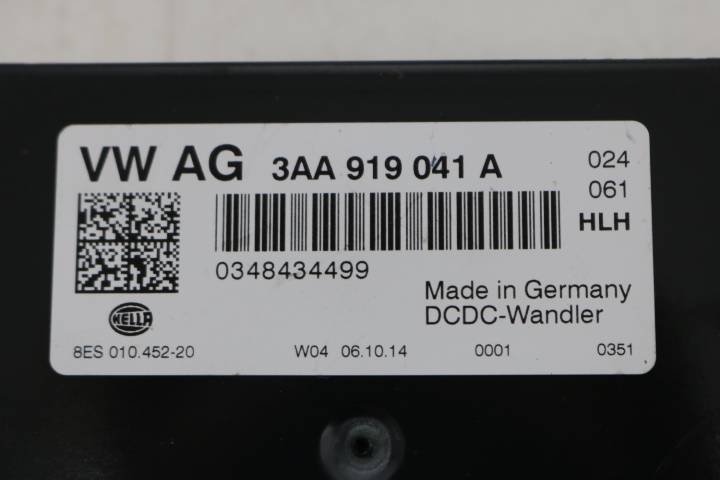 VW AG 3AA 919 041 A 024
061
HLH
0348434499
Made in Germany
DCDC-Wandler
HELLA
8ES 010.452-20 W04 06.10.14 0001 0351